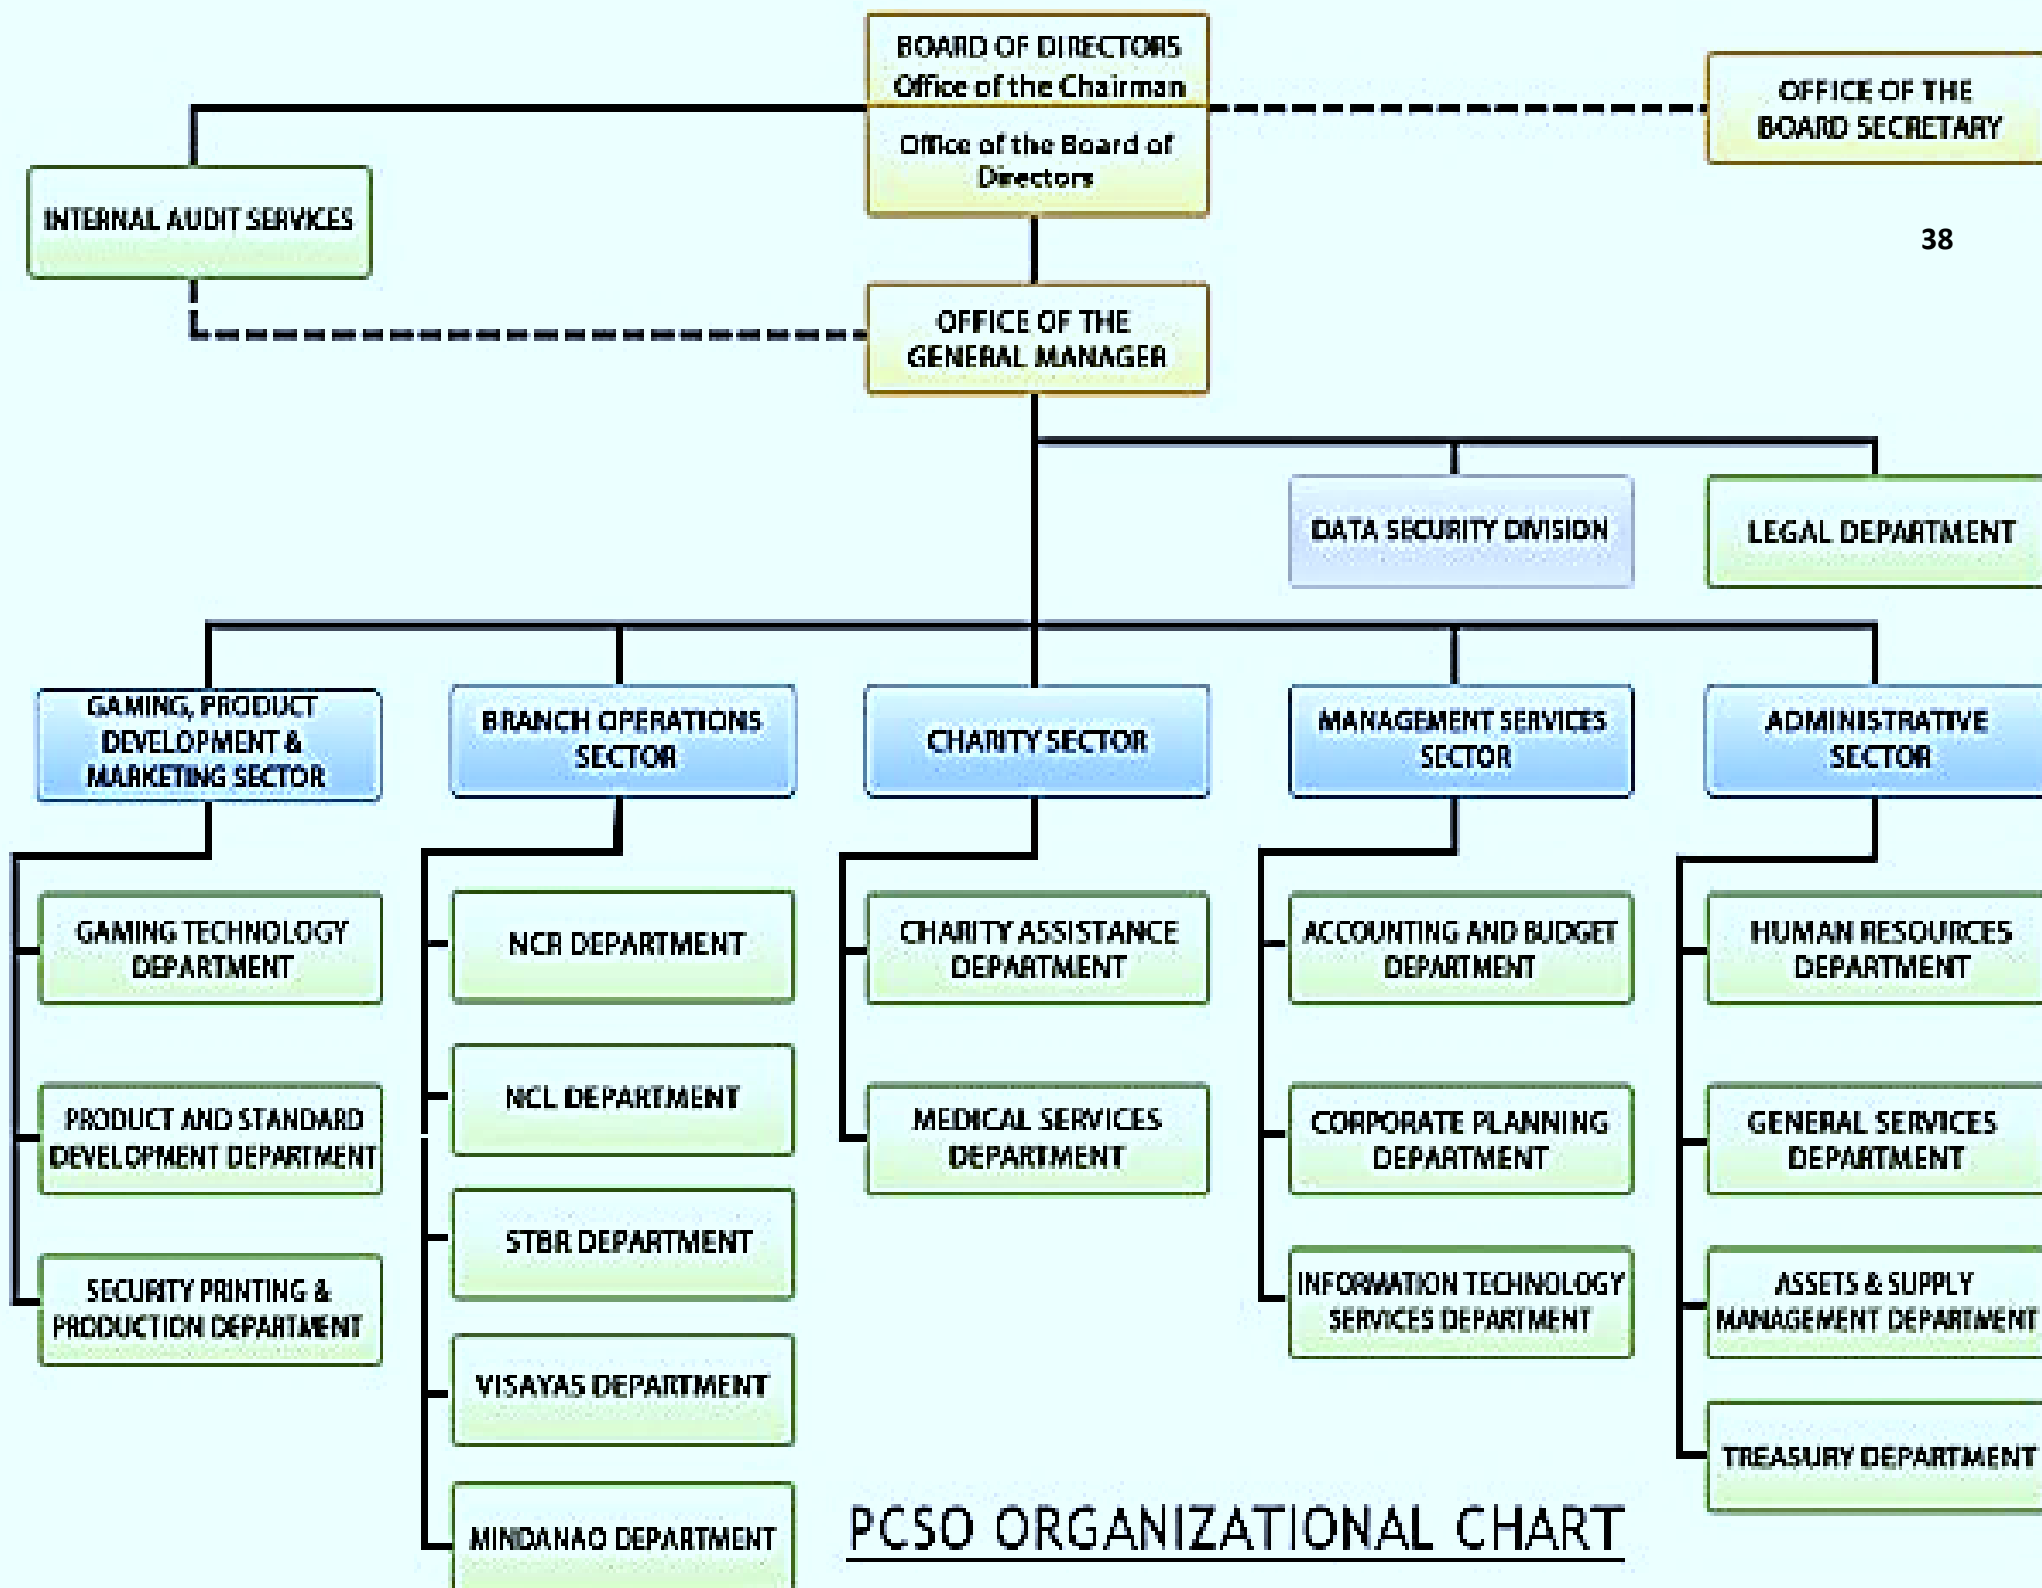 BOARD OF DIRECTORS
Office of the Chairman
Office of the Board of
Directors
OFFICE OF THE
BOARD SECRETARY
INTERNAL AUDIT SERVICES
38
OFFICE OF THE
GENERAL MANAGER
DATA SECURITY DIVISION
LEGAL DEPARTMENT
GAMING, PRODUCT
DEVELOPMENT &
MARKETING SECTOR
BRANCH OPERATIONS
SECTOR
CHARITY SECTOR
MANAGEMENT SERVICES
SECTOR
ADMINISTRATIVE
SECTOR
GAMING TECHNOLOGY
DEPARTMENT
PRODUCT AND STANDARD
DEVELOPMENT DEPARTMENT
SECURITY PRINTING &
PRODUCTION DEPARTMENT
NCR DEPARTMENT
NCL DEPARTMENT
STBR DEPARTMENT
VISAYAS DEPARTMENT
MINDANAO DEPARTMENT
CHARITY ASSISTANCE
DEPARTMENT
MEDICAL SERVICES
DEPARTMENT
ACCOUNTING AND BUDGET
DEPARTMENT
CORPORATE PLANNING
DEPARTMENT
INFORMATION TECHNOLOGY
SERVICES DEPARTMENT
HUMAN RESOURCES
DEPARTMENT
GENERAL SERVICES
DEPARTMENT
ASSETS & SUPPLY
MANAGEMENT DEPARTMENT
TREASURY DEPARTMENT
PCSO ORGANIZATIONAL CHART